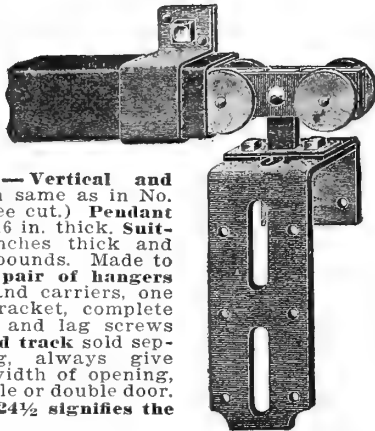 — Vertical and
same as in No.
ee cut.) Pendant
6 in. thick. Suit-
nches thick and
pounds. Made to
pair of hangers
nd carriers, one
racket, complete
and lag screws
d track sold sep-
g, always give
vidth of opening,
le or double door.
24½ signifies the